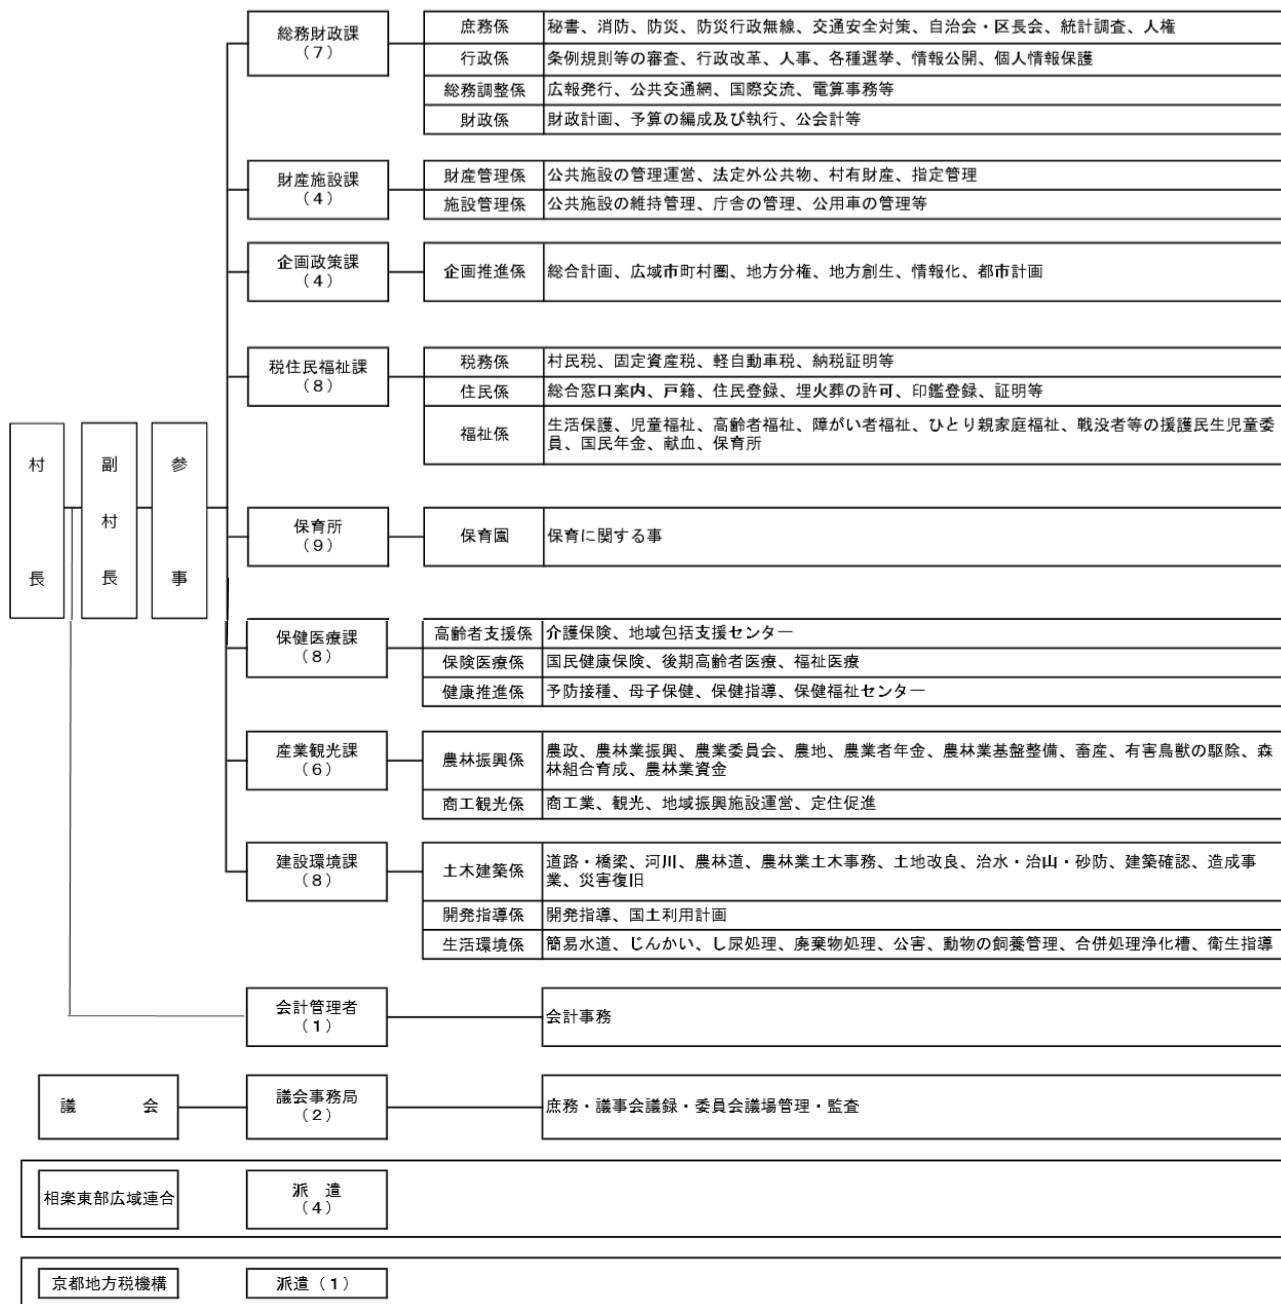 総務財政課
（7）
庶務係
秘書、消防、防災、防災行政無線、交通安全対策、自治会・区長会、統計調査、人権
行政係
条例規則等の審査、行政改革、人事、各種選挙、情報公開、個人情報保護
総務調整係
広報発行、公共交通網、国際交流、電算事務等
財政係
財政計画、予算の編成及び執行、公会計等
財産施設課
（4）
財産管理係
公共施設の管理運営、法定外公共物、村有財産、指定管理
施設管理係
公共施設の維持管理、庁舎の管理、公用車の管理等
企画政策課
（4）
企画推進係
総合計画、広域市町村圏、地方分権、地方創生、情報化、都市計画
税住民福祉課
（8）
税務係
村民税、固定資産税、軽自動車税、納税証明等
住民係
総合窓口案内、戸籍、住民登録、埋火葬の許可、印鑑登録、証明等
福祉係
生活保護、児童福祉、高齢者福祉、障がい者福祉、ひとり親家庭福祉、戦没者等の援護民生児童委
員、国民年金、献血、保育所
村長
副村長
参事
保育所
（9）
保育園
保育に関する事
保健医療課
（8）
高齢者支援係
介護保険、地域包括支援センター
保険医療係
国民健康保険、後期高齢者医療、福祉医療
健康推進係
予防接種、母子保健、保健指導、保健福祉センター
産業観光課
（6）
農林振興係
農政、農林業振興、農業委員会、農地、農業者年金、農林業基盤整備、畜産、有害鳥獣の駆除、森
林組合育成、農林業資金
商工観光係
商工業、観光、地域振興施設運営、定住促進
建設環境課
（8）
土木建築係
道路・橋梁、河川、農林道、農林業土木事務、土地改良、治水・治山・砂防、建築確認、造成事
業、災害復旧
開発指導係
開発指導、国土利用計画
生活環境係
簡易水道、じんかい、し尿処理、廃棄物処理、公害、動物の飼養管理、合併処理浄化槽、衛生指導
会計管理者
（1）
会計事務
議会
議会事務局
（2）
庶務・議事会議録・委員会議場管理・監査
相楽東部広域連合
派遣
（4）
京都地方税機構
派遣（1）